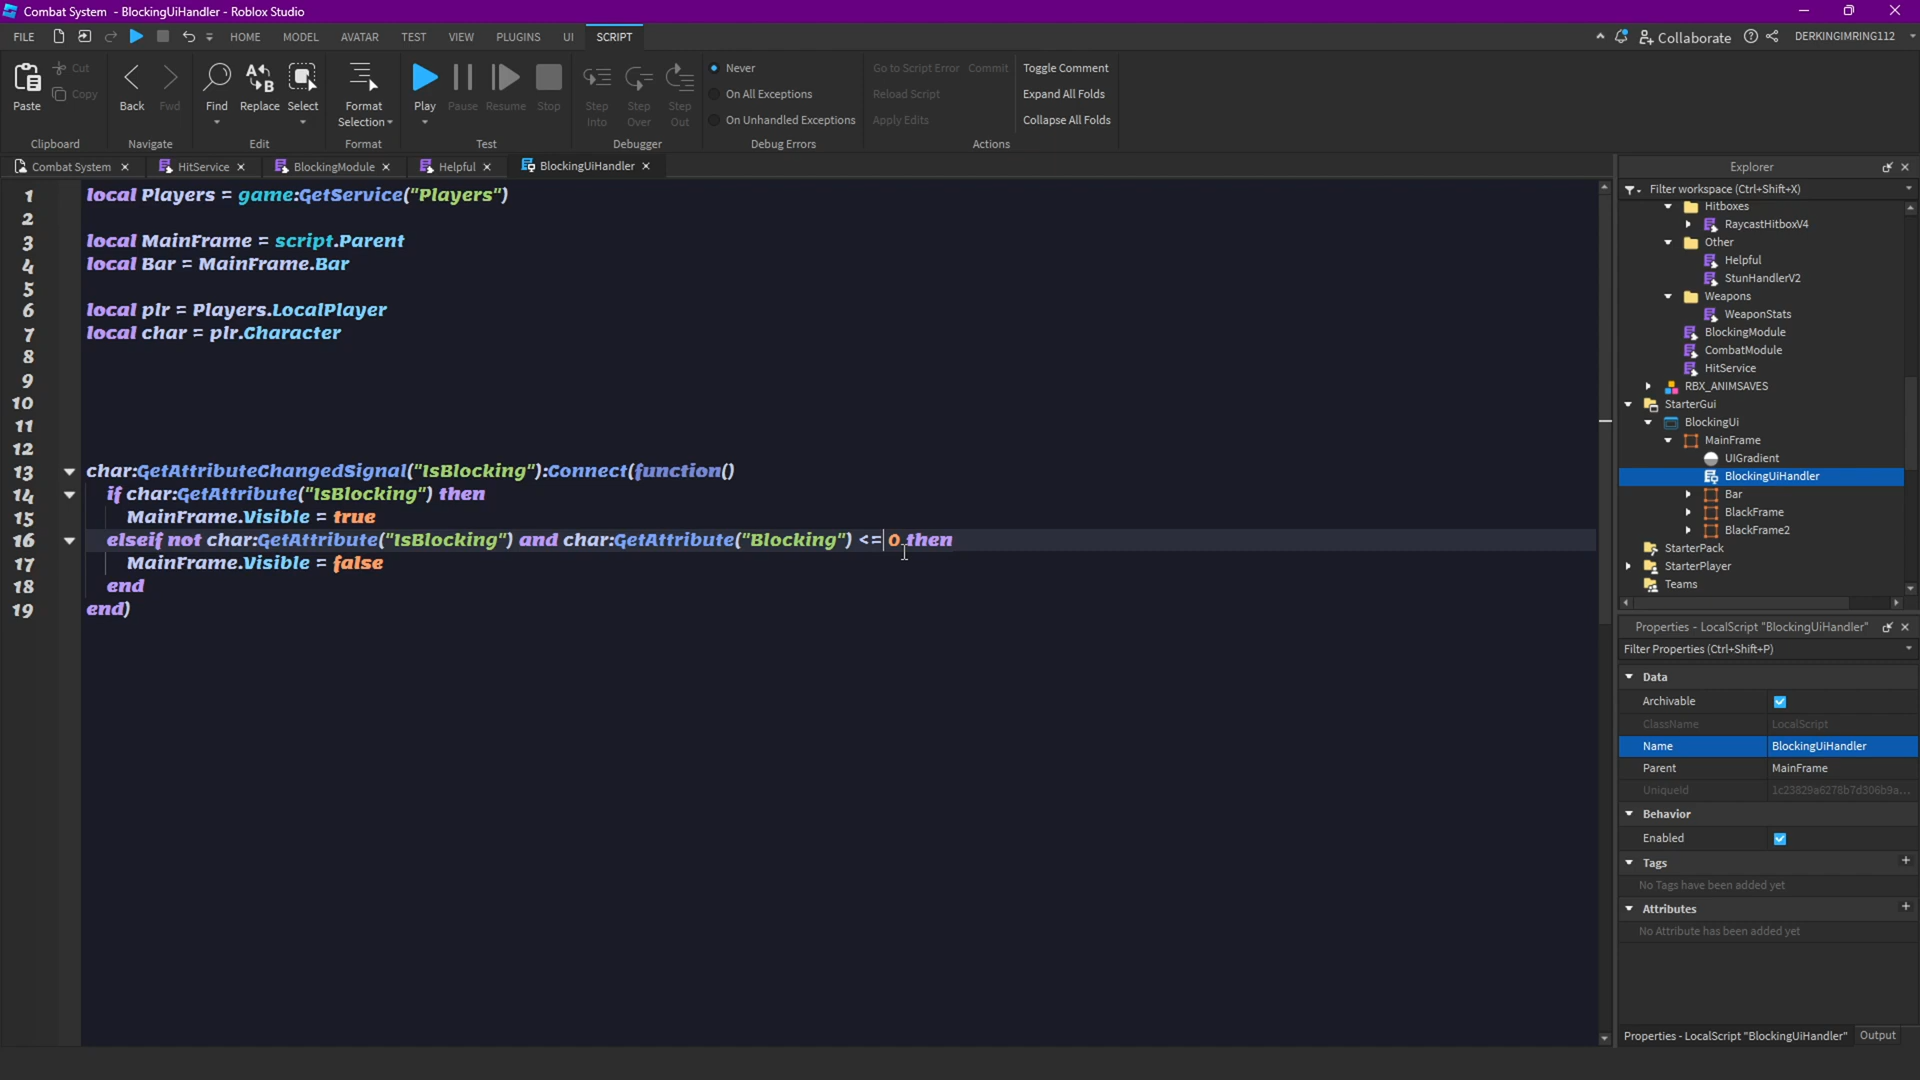 Combat System - BlockingUiHandler - Roblox Studio
FILE HOME MODEL AVATAR TEST VIEW PLUGINS UI SCRIPT Collaborate DERKINGIMRING112
Paste Cut Copy
Clipboard
Back Fwd
Navigate
Find Replace Select
Edit
Format Selection
Format
Play Pause Resume Stop
Test
Step Into Step Over Step Out
Debugger
Never
On All Exceptions
On Unhandled Exceptions
Debug Errors
Go to Script Error Commit
Reload Script
Apply Edits
Toggle Comment
Expand All Folds
Collapse All Folds
Actions
Combat System HitService BlockingModule Helpful BlockingUiHandler
1 local Players = game:GetService("Players")
2
3 local MainFrame = script.Parent
4 local Bar = MainFrame.Bar
5
6 local plr = Players.LocalPlayer
7 local char = plr.Character
8
9
10
11
12
13 char:GetAttributeChangedSignal("IsBlocking"):Connect(function()
14 if char:GetAttribute("IsBlocking") then
15 MainFrame.Visible = true
16 elseif not char:GetAttribute("IsBlocking") and char:GetAttribute("Blocking") <= 0 then
17 MainFrame.Visible = false
18 end
19 end)
Explorer
Filter workspace (Ctrl+Shift+X)
Hitboxes
RaycastHitboxV4
Other
Helpful
StunHandlerV2
Weapons
WeaponStats
BlockingModule
CombatModule
HitService
RBX_ANIMSAVES
StarterGui
BlockingUi
MainFrame
UIGradient
BlockingUiHandler
Bar
BlackFrame
BlackFrame2
StarterPack
StarterPlayer
Teams
Properties - LocalScript "BlockingUiHandler"
Filter Properties (Ctrl+Shift+P)
Data
Archivable
ClassName LocalScript
Name BlockingUiHandler
Parent MainFrame
UniqueId 1c23829a6278b7d306b9a...
Behavior
Enabled
Tags
No Tags have been added yet
Attributes
No Attribute has been added yet
Properties - LocalScript "BlockingUiHandler" Output